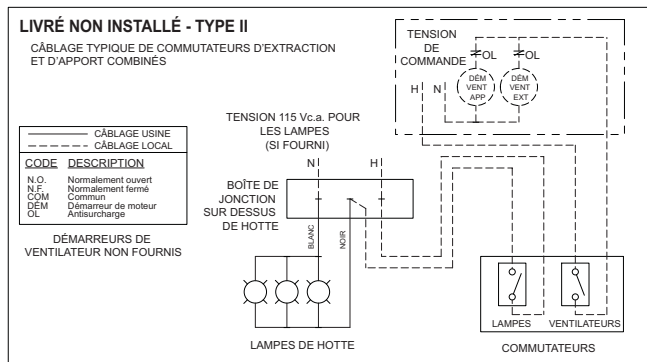 LIVRÉ NON INSTALLÉ - TYPE II
CÂBLAGE TYPIQUE DE COMMUTATEURS D'EXTRACTION
ET D'APPORT COMBINÉS
TENSION
DE
COMMANDE
OL
OL
DÉM
VENT
APP
DÉM
VENT
EXT
H
N
CÂBLAGE USINE
CÂBLAGE LOCAL
CODE DESCRIPTION
N.O. Normalement ouvert
N.F. Normalement fermé
COM Commun
DÉM Démarreur de moteur
OL Antisurcharge
DÉMARREURS DE
VENTILATEUR NON FOURNIS
TENSION 115 Vc.a. POUR
LES LAMPES
(SI FOURNI)
N
H
BOÎTE DE
JONCTION
SUR DESSUS
DE HOTTE
BLANC
NOIR
LAMPES DE HOTTE
LAMPES
VENTILATEURS
COMMUTATEURS